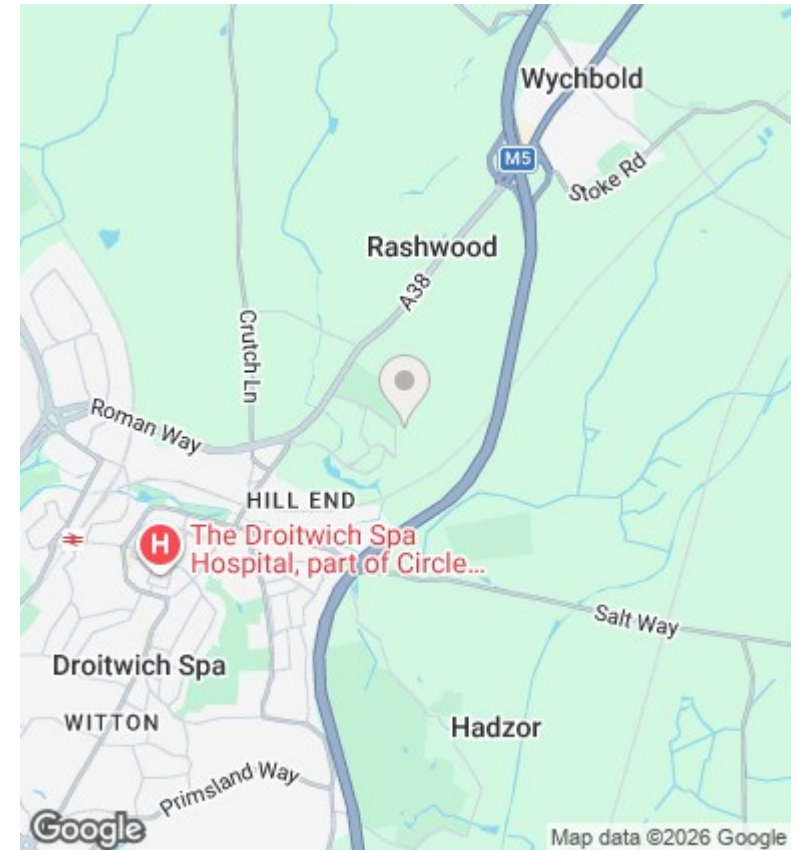 Wychbold
M5
Stoke Rd
Rashwood
A38
Crutch Ln
Roman Way
HILL END
H
The Droitwich Spa
Hospital, part of Circle...
Salt Way
Droitwich Spa
WITTON
Hadzor
Primsland Way
Google
Map data ©2026 Google